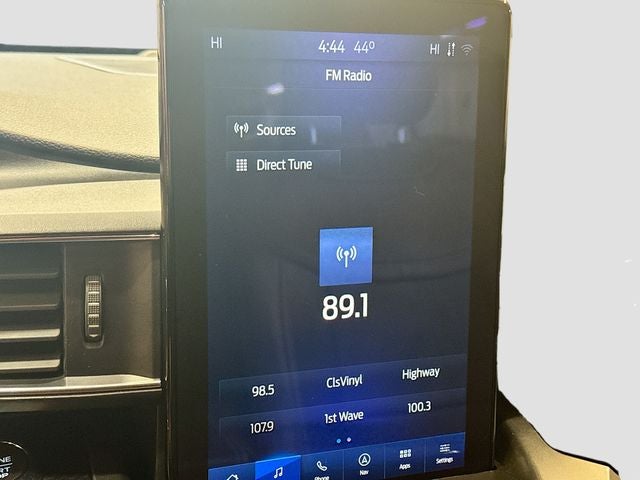 HI 4:44 44° HI
FM Radio
Sources
Direct Tune
89.1
98.5 ClsVinyl Highway
107.9 1st Wave 100.3
Phone Nav Apps Settings